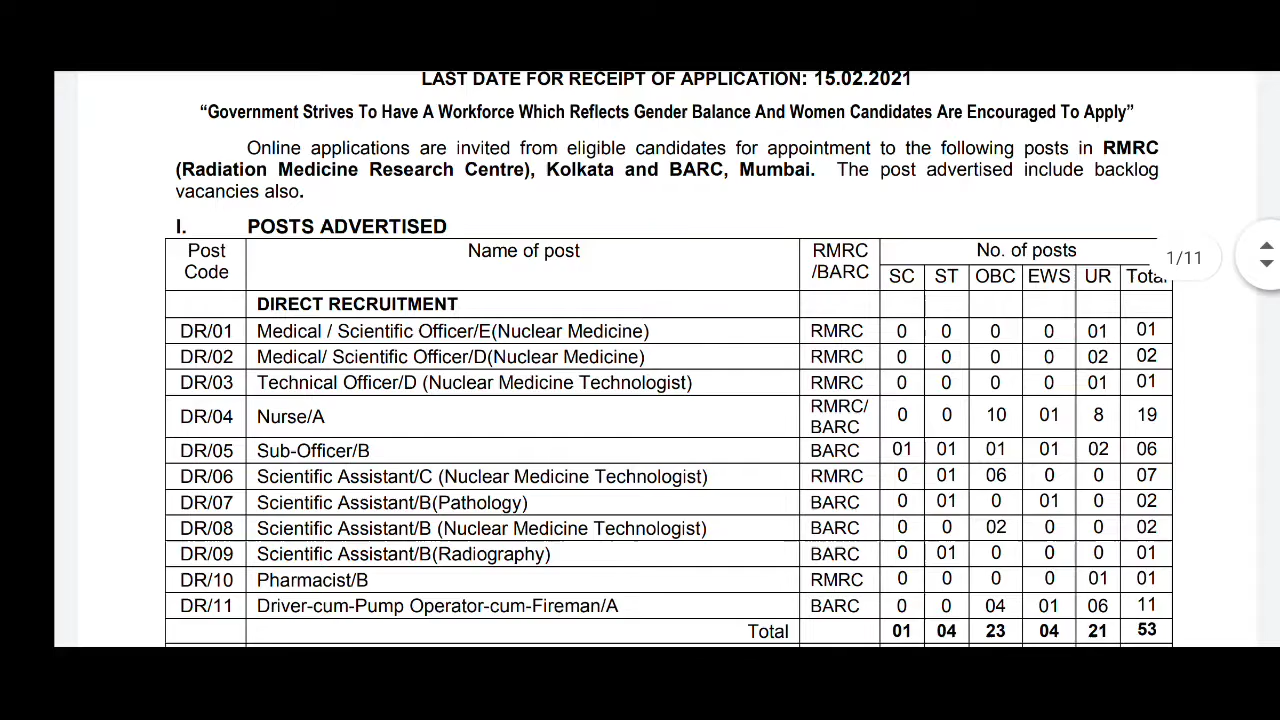 LAST DATE FOR RECEIPT OF APPLICATION: 15.02.2021
“Government Strives To Have A Workforce Which Reflects Gender Balance And Women Candidates Are Encouraged To Apply”
Online applications are invited from eligible candidates for appointment to the following posts in RMRC
(Radiation Medicine Research Centre), Kolkata and BARC, Mumbai. The post advertised include backlog
vacancies also.
I. POSTS ADVERTISED
Post Code Name of post RMRC /BARC No. of posts
SC ST OBC EWS UR Total
1/11
DIRECT RECRUITMENT
DR/01 Medical / Scientific Officer/E(Nuclear Medicine) RMRC 0 0 0 0 01 01
DR/02 Medical/ Scientific Officer/D(Nuclear Medicine) RMRC 0 0 0 0 02 02
DR/03 Technical Officer/D (Nuclear Medicine Technologist) RMRC 0 0 0 0 01 01
DR/04 Nurse/A RMRC/ BARC 0 0 10 01 8 19
DR/05 Sub-Officer/B BARC 01 01 01 01 02 06
DR/06 Scientific Assistant/C (Nuclear Medicine Technologist) RMRC 0 01 06 0 0 07
DR/07 Scientific Assistant/B(Pathology) BARC 0 01 0 01 0 02
DR/08 Scientific Assistant/B (Nuclear Medicine Technologist) BARC 0 0 02 0 0 02
DR/09 Scientific Assistant/B(Radiography) BARC 0 01 0 0 0 01
DR/10 Pharmacist/B RMRC 0 0 0 0 01 01
DR/11 Driver-cum-Pump Operator-cum-Fireman/A BARC 0 0 04 01 06 11
Total 01 04 23 04 21 53